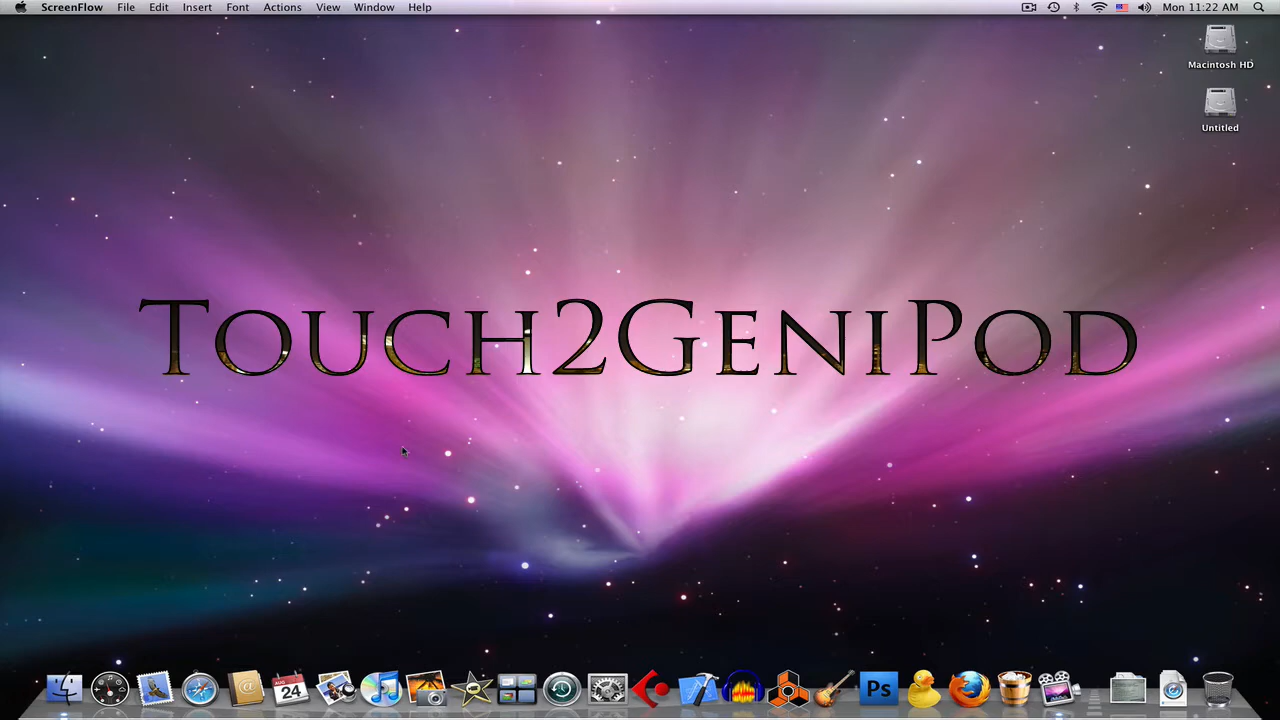 ScreenFlow File Edit Insert Font Actions View Window Help Mon 11:22 AM
Macintosh HD
Untitled
Touch2GeniPod
24
Ps